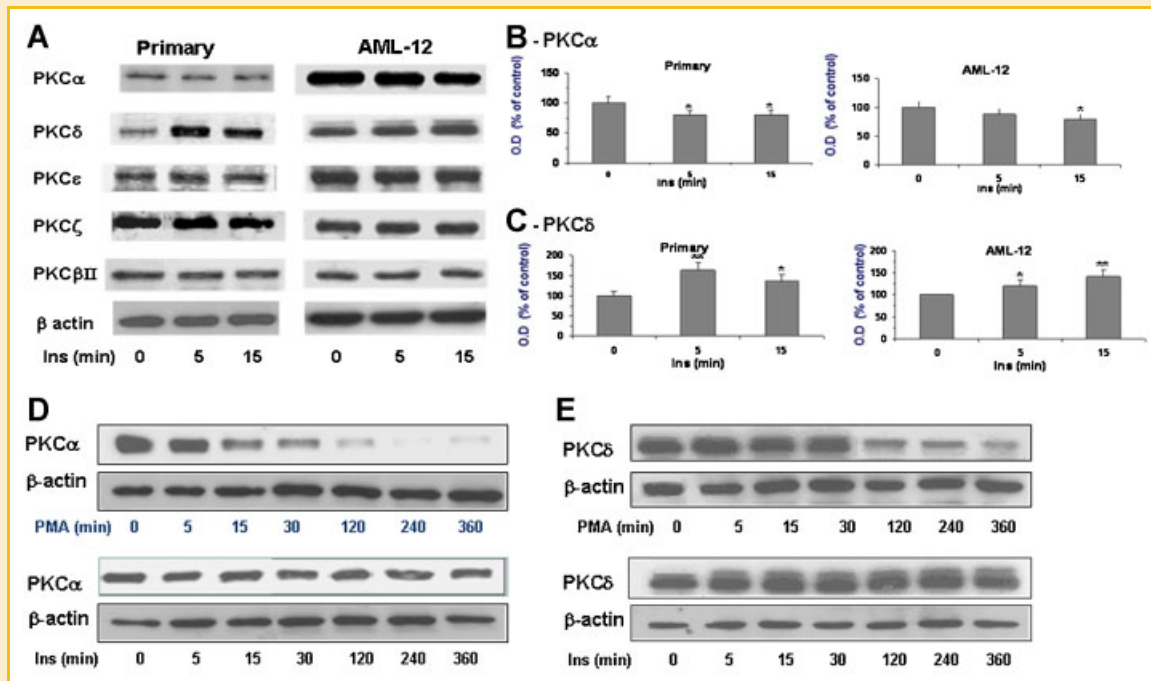 A
Primary AML-12
PKCα
PKCδ
PKCε
PKCζ
PKCβII
β actin
Ins (min) 0 5 15 0 5 15
B - PKCα
Primary
O.D (% of control)
150
100
50
0
0 5 15
Ins (min)
AML-12
O.D (% of control)
150
100
50
0
* * *
0 5 15
Ins (min)
C - PKCδ
Primary
O.D (% of control)
200
150
100
50
0
** *
0 5 15
Ins (min)
AML-12
O.D (% of control)
200
150
100
50
0
* **
0 5 15
Ins (min)
D
PKCα
β-actin
PMA (min) 0 5 15 30 120 240 360
PKCα
β-actin
Ins (min) 0 5 15 30 120 240 360
E
PKCδ
β-actin
PMA (min) 0 5 15 30 120 240 360
PKCδ
β-actin
Ins (min) 0 5 15 30 120 240 360